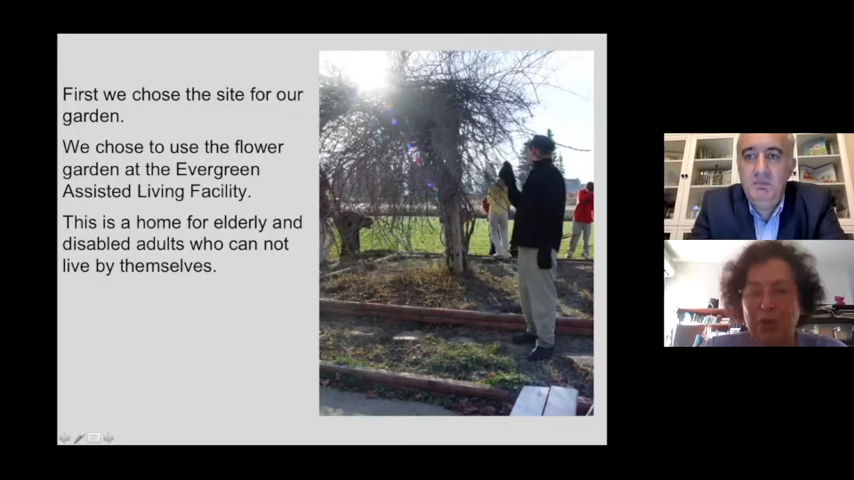 First we chose the site for our
garden.
We chose to use the flower
garden at the Evergreen
Assisted Living Facility.
This is a home for elderly and
disabled adults who can not
live by themselves.